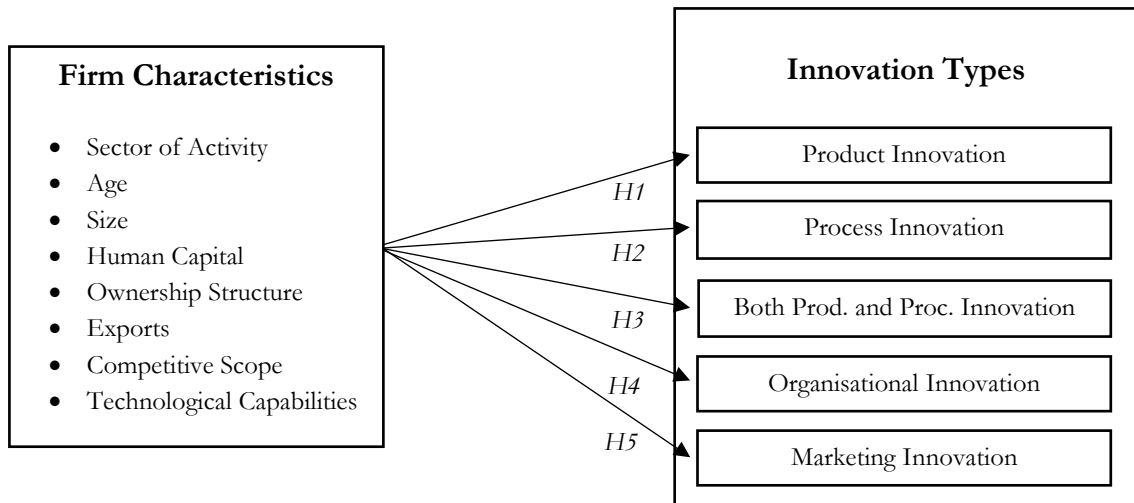 Firm Characteristics
• Sector of Activity
• Age
• Size
• Human Capital
• Ownership Structure
• Exports
• Competitive Scope
• Technological Capabilities
H1
H2
H3
H4
H5
Innovation Types
Product Innovation
Process Innovation
Both Prod. and Proc. Innovation
Organisational Innovation
Marketing Innovation